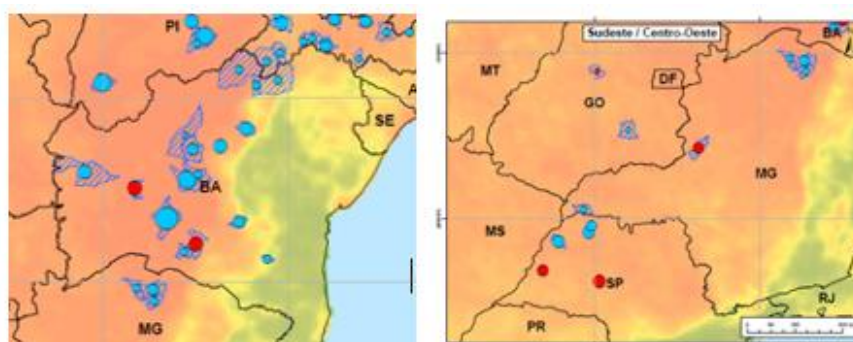 PI
SE
A
BA
MG
Sudeste / Centro-Oeste
BA
MT
DF
GO
MG
MS
SP
RJ
PR